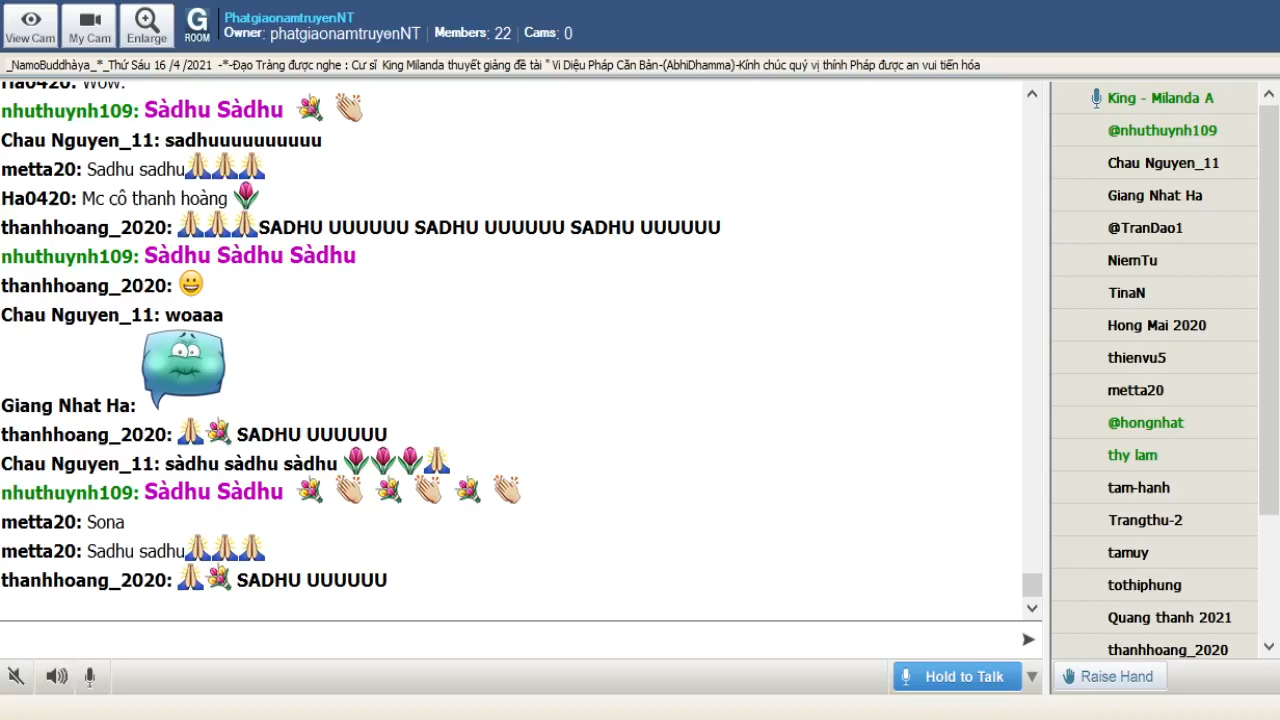 View Cam
My Cam
Enlarge
G
ROOM
PhatgiaonamtruyenNT
Owner: phatgiaonamtruyenNT | Members: 22 | Cams: 0
_NamoBuddhàya_*_Thứ Sáu 16 /4 /2021 -*-Đạo Tràng được nghe : Cư sĩ King Milanda thuyết giảng đề tài " Vi Diệu Pháp Căn Bản-(AbhiDhamma)-Kính chúc quý vị thính Pháp được an vui tiến hóa
Ha0420: Wow.
nhuthuynh109: Sàdhu Sàdhu
Chau Nguyen_11: sadhuuuuuuuuuu
metta20: Sadhu sadhu
Ha0420: Mc cô thanh hoàng
thanhhoang_2020: SADHU UUUUUU SADHU UUUUUU SADHU UUUUUU
nhuthuynh109: Sàdhu Sàdhu Sàdhu
thanhhoang_2020:
Chau Nguyen_11: woaaa
Giang Nhat Ha:
thanhhoang_2020: SADHU UUUUUU
Chau Nguyen_11: sàdhu sàdhu sàdhu
nhuthuynh109: Sàdhu Sàdhu
metta20: Sona
metta20: Sadhu sadhu
thanhhoang_2020: SADHU UUUUUU
King - Milanda A
@nhuthuynh109
Chau Nguyen_11
Giang Nhat Ha
@TranDao1
NiemTu
TinaN
Hong Mai 2020
thienvu5
metta20
@hongnhat
thy lam
tam-hanh
Trangthu-2
tamuy
tothiphung
Quang thanh 2021
thanhhoang_2020
Hold to Talk
Raise Hand